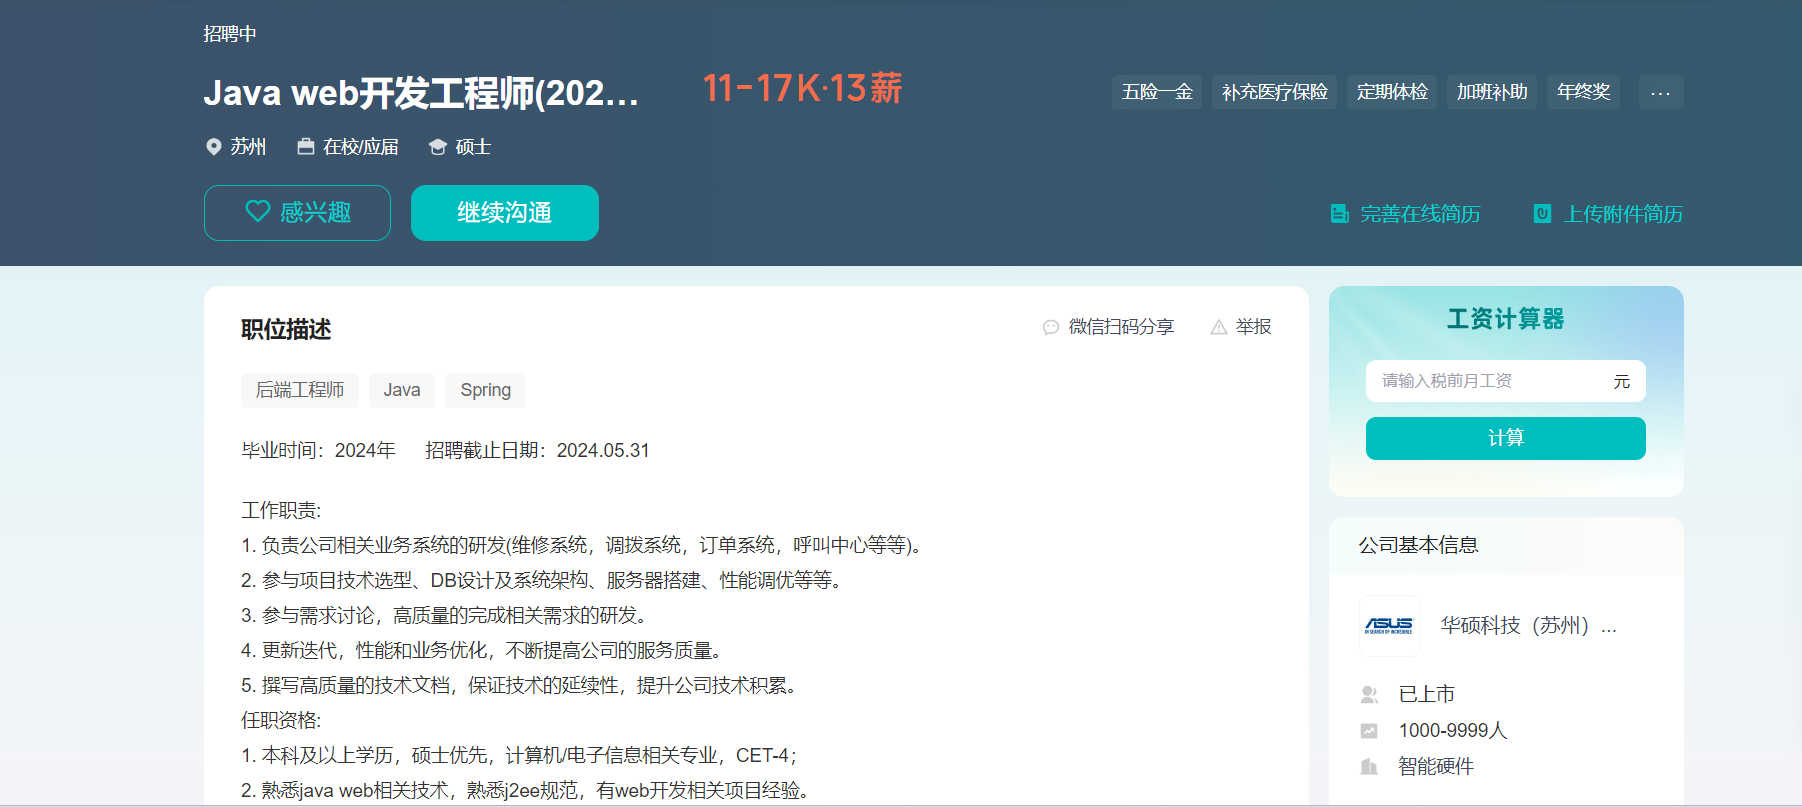 招聘中
Java web开发工程师(202...
11-17K·13薪
五险一金 补充医疗保险 定期体检 加班补助 年终奖 ...
苏州 在校/应届 硕士
感兴趣 继续沟通
完善在线简历 上传附件简历
职位描述
微信扫码分享 举报
后端工程师 Java Spring
毕业时间：2024年 招聘截止日期：2024.05.31
工作职责:
1. 负责公司相关业务系统的研发(维修系统，调拨系统，订单系统，呼叫中心等等)。
2. 参与项目技术选型、DB设计及系统架构、服务器搭建、性能调优等等。
3. 参与需求讨论，高质量的完成相关需求的研发。
4. 更新迭代，性能和业务优化，不断提高公司的服务质量。
5. 撰写高质量的技术文档，保证技术的延续性，提升公司技术积累。
任职资格:
1. 本科及以上学历，硕士优先，计算机/电子信息相关专业，CET-4；
2. 熟悉java web相关技术，熟悉j2ee规范，有web开发相关项目经验。
工资计算器
请输入税前月工资 元
计算
公司基本信息
ASUS
IN SEARCH OF INCREDIBLE
华硕科技（苏州）...
已上市
1000-9999人
智能硬件